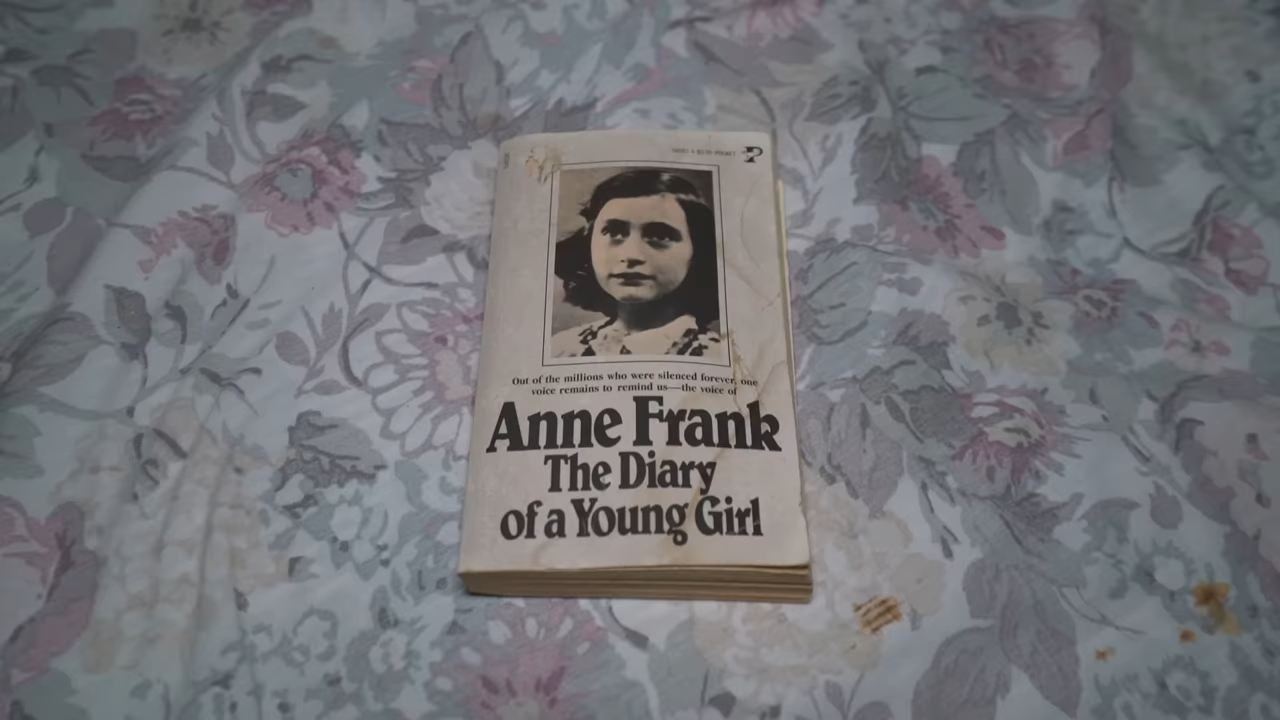 POCKET
Out of the millions who were silenced forever, one
voice remains to remind us—the voice of
Anne Frank
The Diary
of a Young Girl